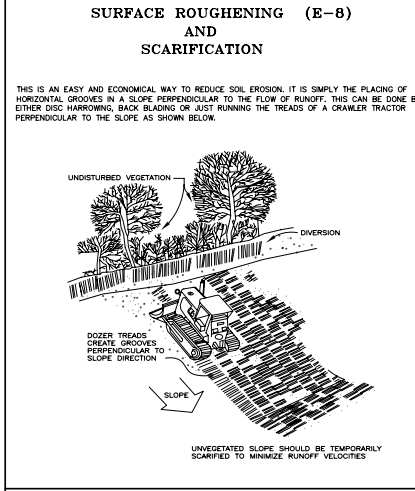 SURFACE ROUGHENING (E-8)
AND
SCARIFICATION
THIS IS AN EASY AND ECONOMICAL WAY TO REDUCE SOIL EROSION. IT IS SIMPLY THE PLACING OF
HORIZONTAL GROOVES IN A SLOPE PERPENDICULAR TO THE FLOW OF RUNOFF. THIS CAN BE DONE B
EITHER DISC HARROWING, BACK BLADING OR JUST RUNNING THE TREADS OF A CRAWLER TRACTOR
PERPENDICULAR TO THE SLOPE AS SHOWN BELOW.
UNDISTURBED VEGETATION
DIVERSION
DOZER TREADS
CREATE GROOVES
PERPENDICULAR TO
SLOPE DIRECTION
SLOPE
UNVEGETATED SLOPE SHOULD BE TEMPORARILY
SCARIFIED TO MINIMIZE RUNOFF VELOCITIES